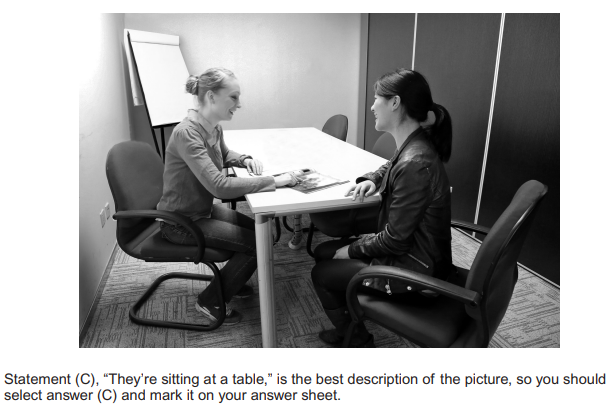 Statement (C), “They’re sitting at a table,” is the best description of the picture, so you should
select answer (C) and mark it on your answer sheet.